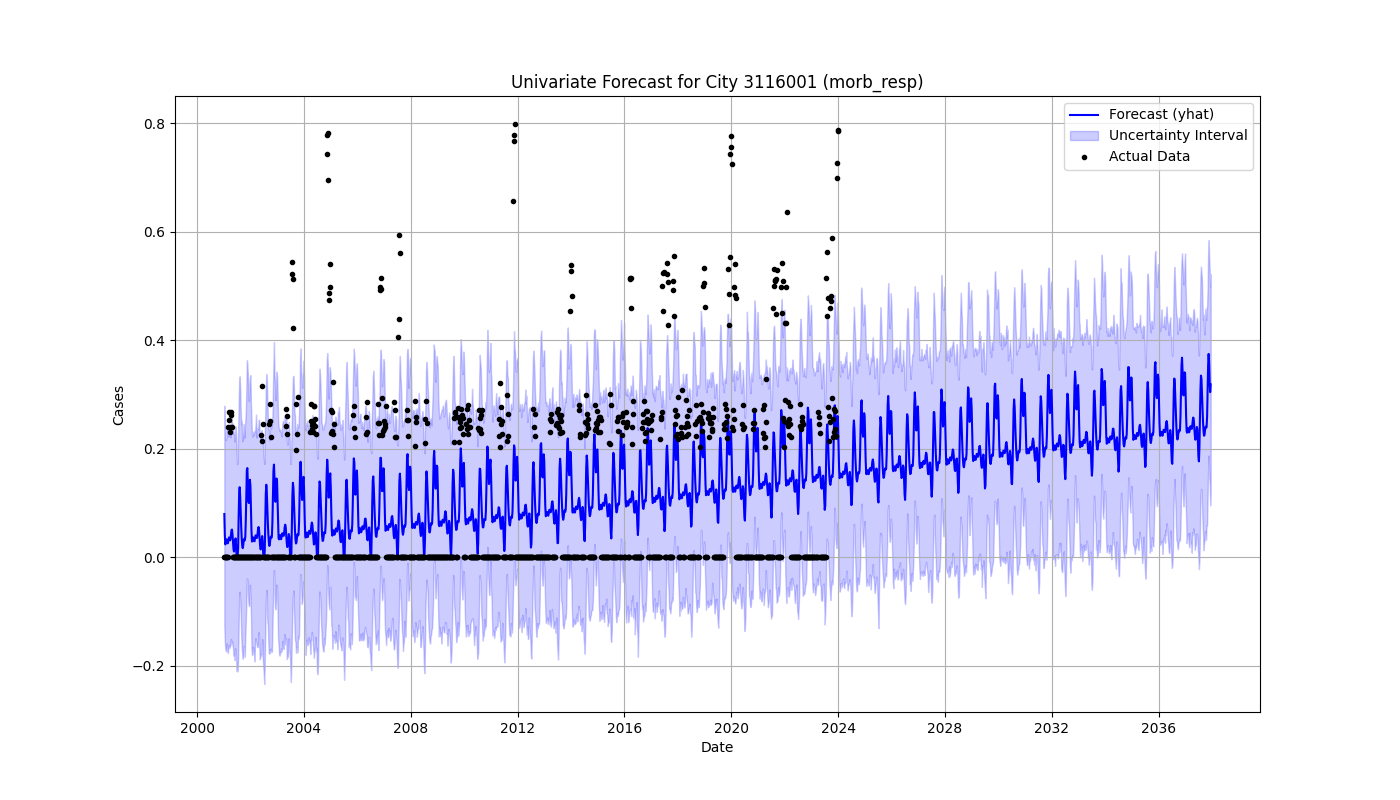 Univariate Forecast for City 3116001 (morb_resp)
Forecast (yhat)
Uncertainty Interval
Actual Data
Cases
0.8
0.6
0.4
0.2
0.0
−0.2
2000 2004 2008 2012 2016 2020 2024 2028 2032 2036
Date